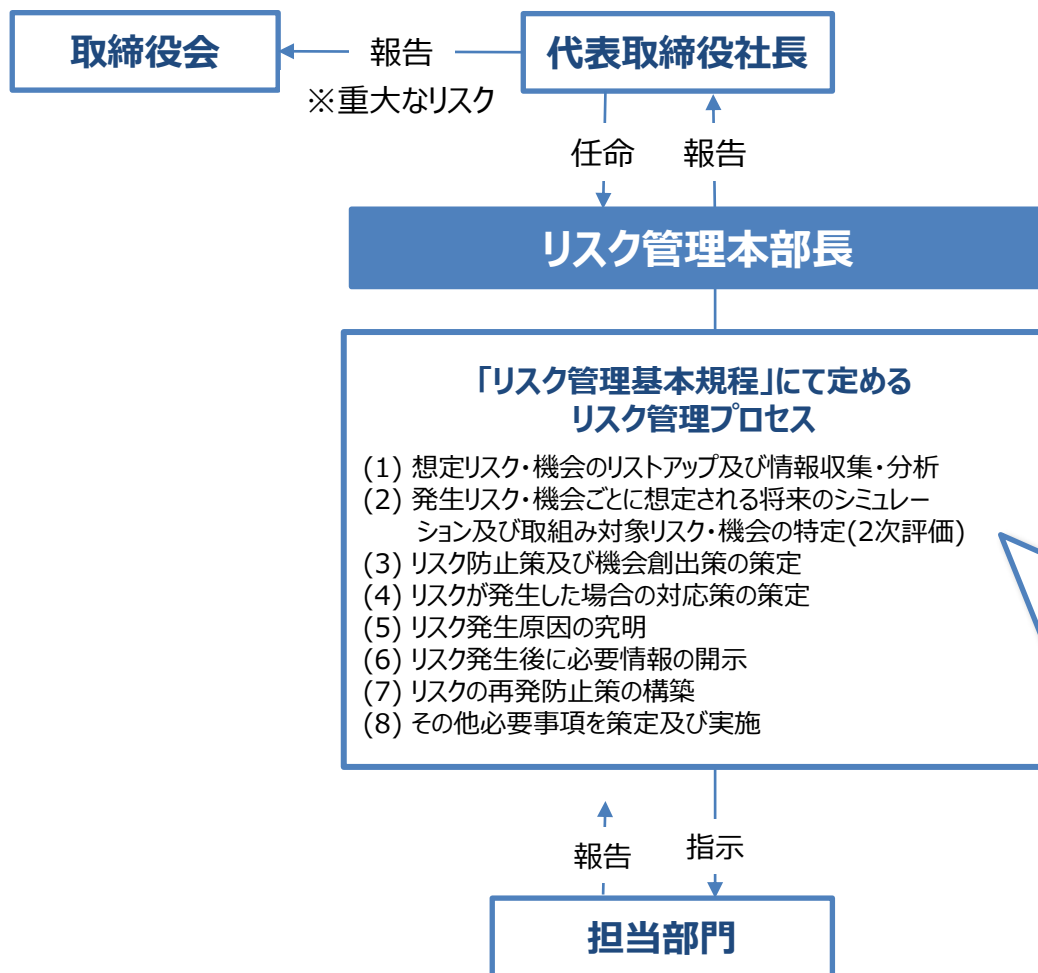 取締役会
報告
代表取締役社長
※重大なリスク
任命
報告
リスク管理本部長
「リスク管理基本規程」にて定める
リスク管理プロセス
(1) 想定リスク・機会のリストアップ及び情報収集・分析
(2) 発生リスク・機会ごとに想定される将来のシミュレー
ション及び取組み対象リスク・機会の特定(2次評価)
(3) リスク防止策及び機会創出策の策定
(4) リスクが発生した場合の対応策の策定
(5) リスク発生原因の究明
(6) リスク発生後に必要情報の開示
(7) リスクの再発防止策の構築
(8) その他必要事項を策定及び実施
報告
指示
担当部門